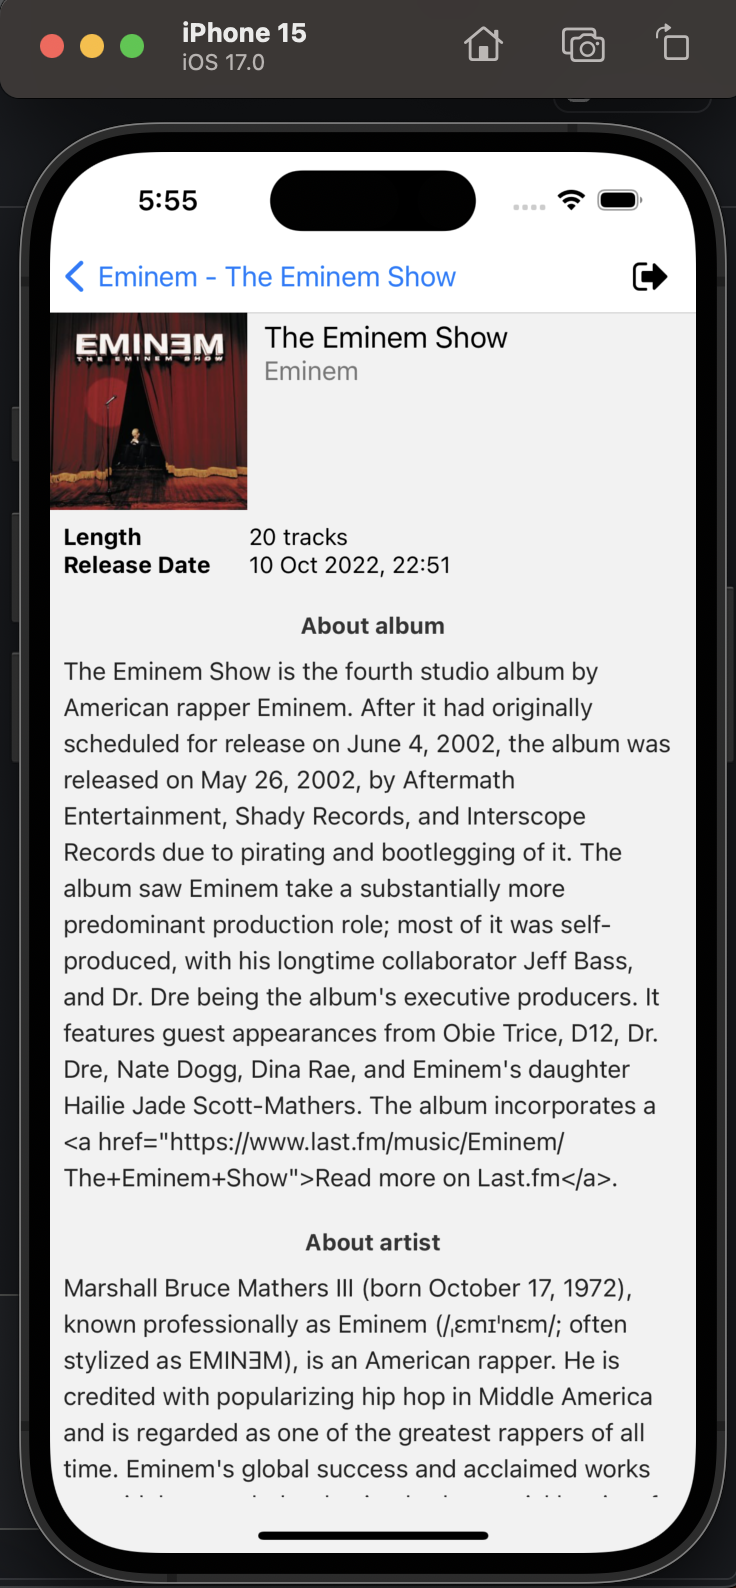 iPhone 15
iOS 17.0
5:55
Eminem - The Eminem Show
EMINƎM
THE EMINEM SHOW
The Eminem Show
Eminem
Length 20 tracks
Release Date 10 Oct 2022, 22:51
About album
The Eminem Show is the fourth studio album by
American rapper Eminem. After it had originally
scheduled for release on June 4, 2002, the album was
released on May 26, 2002, by Aftermath
Entertainment, Shady Records, and Interscope
Records due to pirating and bootlegging of it. The
album saw Eminem take a substantially more
predominant production role; most of it was self-
produced, with his longtime collaborator Jeff Bass,
and Dr. Dre being the album's executive producers. It
features guest appearances from Obie Trice, D12, Dr.
Dre, Nate Dogg, Dina Rae, and Eminem's daughter
Hailie Jade Scott-Mathers. The album incorporates a
<a href="https://www.last.fm/music/Eminem/
The+Eminem+Show">Read more on Last.fm</a>.
About artist
Marshall Bruce Mathers III (born October 17, 1972),
known professionally as Eminem (/ˌɛmɪˈnɛm/; often
stylized as EMINƎM), is an American rapper. He is
credited with popularizing hip hop in Middle America
and is regarded as one of the greatest rappers of all
time. Eminem's global success and acclaimed works